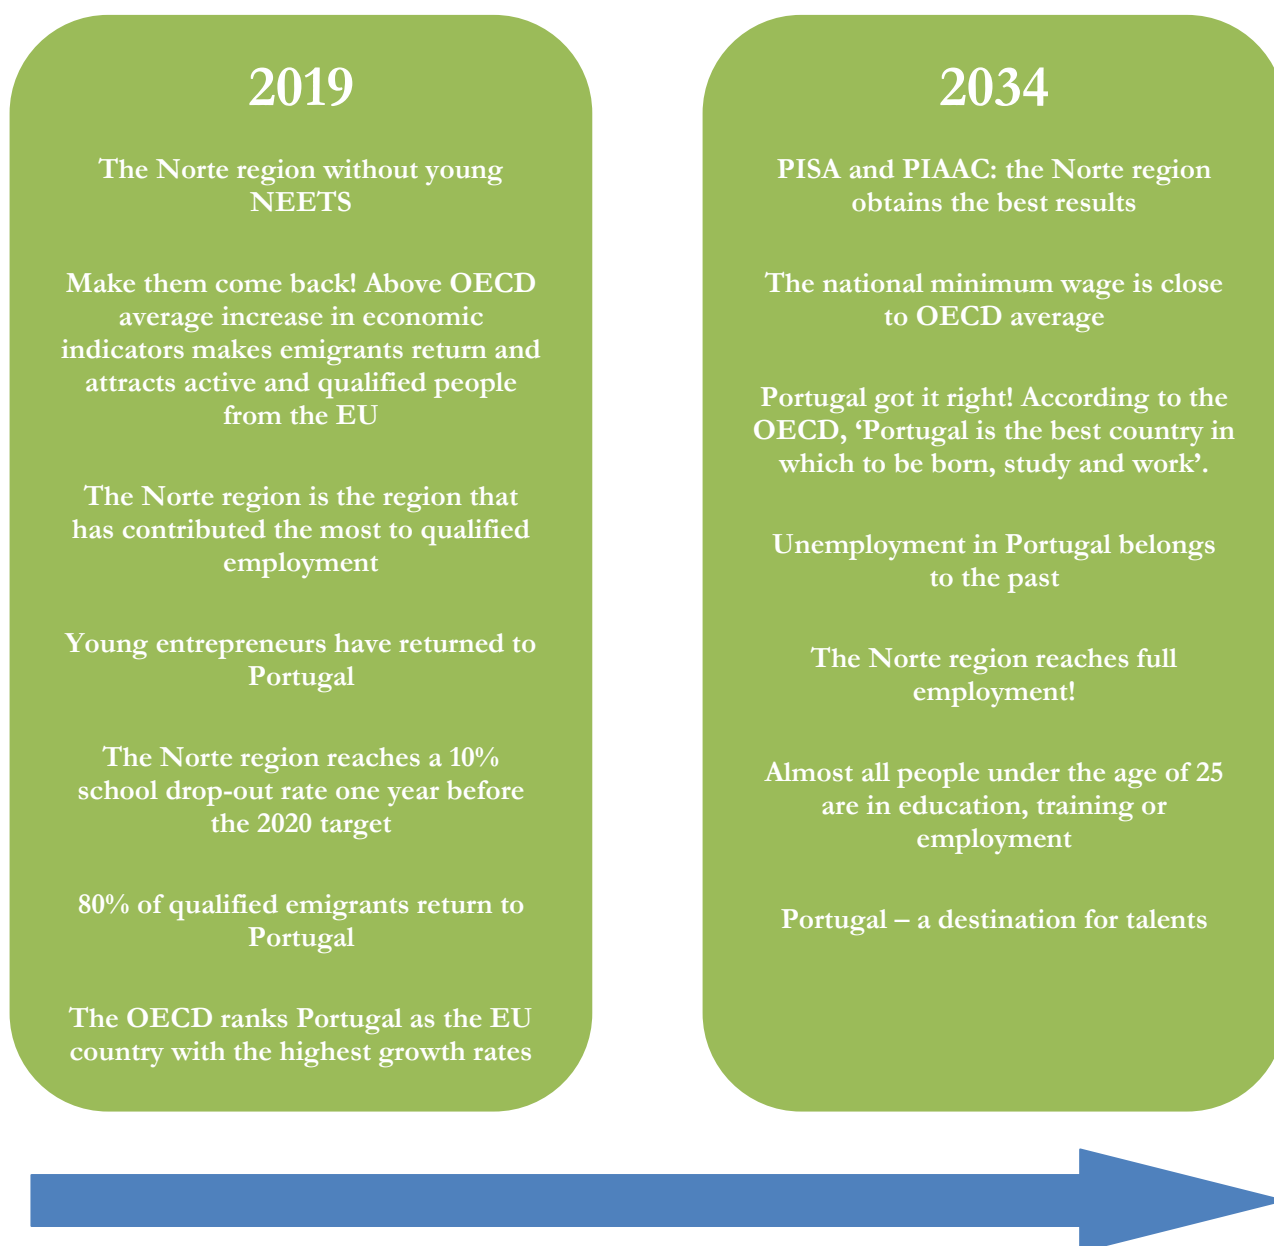 2019
The Norte region without young
NEETS
Make them come back! Above OECD
average increase in economic
indicators makes emigrants return and
attracts active and qualified people
from the EU
The Norte region is the region that
has contributed the most to qualified
employment
Young entrepreneurs have returned to
Portugal
The Norte region reaches a 10%
school drop-out rate one year before
the 2020 target
80% of qualified emigrants return to
Portugal
The OECD ranks Portugal as the EU
country with the highest growth rates
2034
PISA and PIAAC: the Norte region
obtains the best results
The national minimum wage is close
to OECD average
Portugal got it right! According to the
OECD, ‘Portugal is the best country in
which to be born, study and work’.
Unemployment in Portugal belongs
to the past
The Norte region reaches full
employment!
Almost all people under the age of 25
are in education, training or
employment
Portugal – a destination for talents